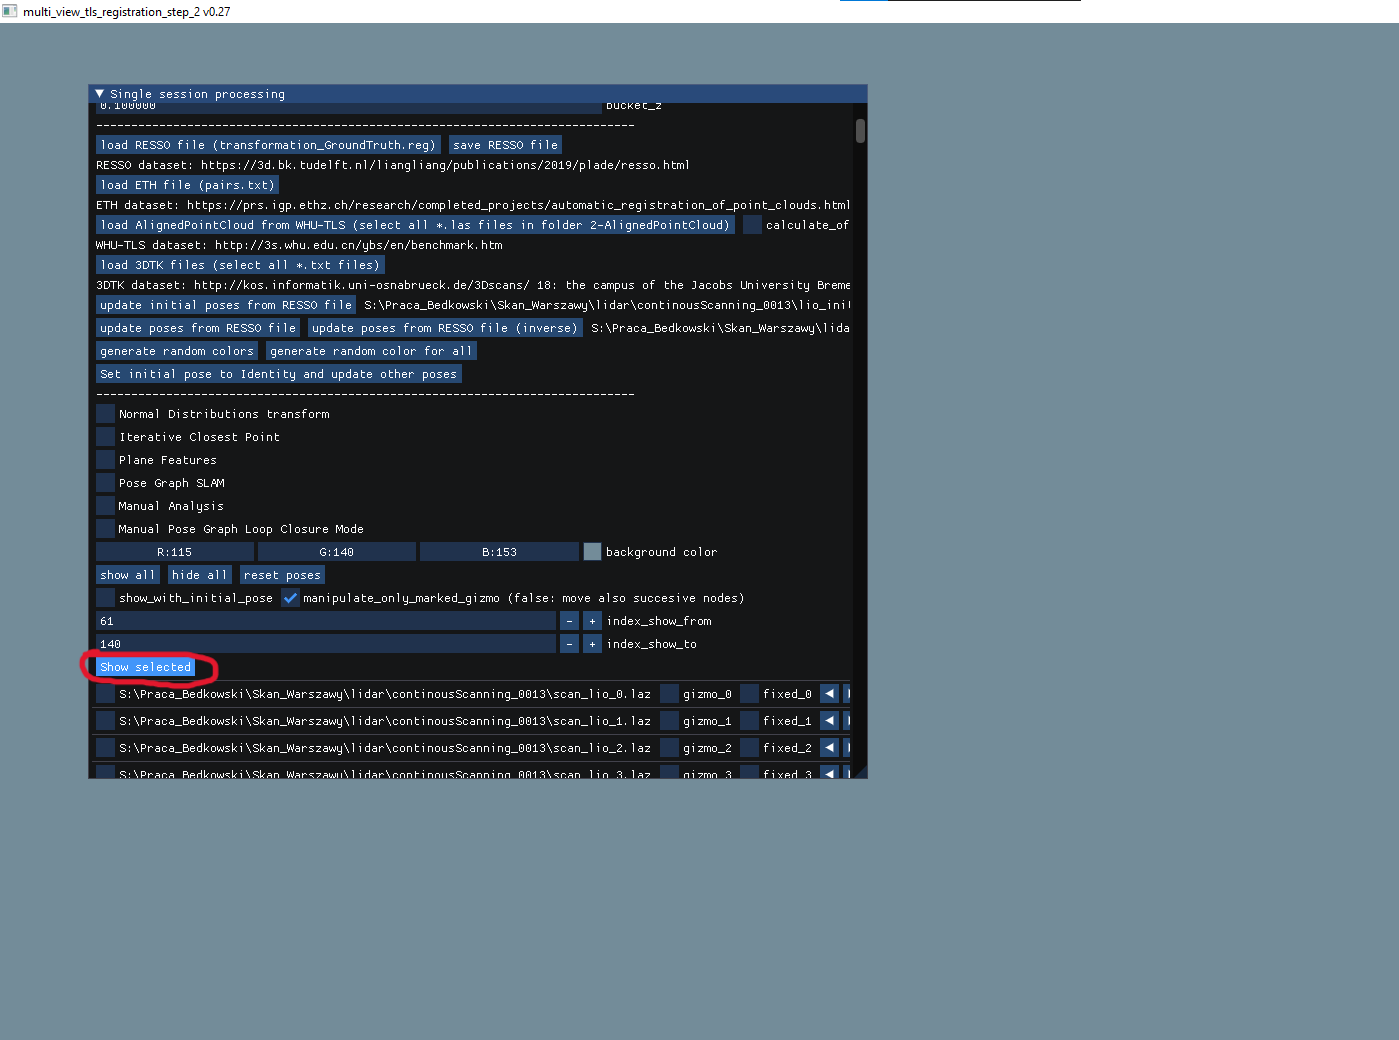 multi_view_tls_registration_step_2 v0.27
Single session processing
0.100000 bucket_z
-----------------------------------------------------------------------------
load RESSO file (transformation_GroundTruth.reg) save RESSO file
RESSO dataset: https://3d.bk.tudelft.nl/liangliang/publications/2019/plade/resso.html
load ETH file (pairs.txt)
ETH dataset: https://prs.igp.ethz.ch/research/completed_projects/automatic_registration_of_point_clouds.html
load AlignedPointCloud from WHU-TLS (select all *.las files in folder 2-AlignedPointCloud) calculate_of
WHU-TLS dataset: http://3s.whu.edu.cn/ybs/en/benchmark.htm
load 3DTK files (select all *.txt files)
3DTK dataset: http://kos.informatik.uni-osnabrueck.de/3Dscans/ 18: the campus of the Jacobs University Breme
update initial poses from RESSO file S:\Praca_Bedkowski\Skan_Warszawy\lidar\continousScanning_0013\lio_ini
update poses from RESSO file update poses from RESSO file (inverse) S:\Praca_Bedkowski\Skan_Warszawy\lida
generate random colors generate random color for all
Set initial pose to Identity and update other poses
-----------------------------------------------------------------------------
Normal Distributions transform
Iterative Closest Point
Plane Features
Pose Graph SLAM
Manual Analysis
Manual Pose Graph Loop Closure Mode
R:115 G:140 B:153 background color
show all hide all reset poses
show_with_initial_pose manipulate_only_marked_gizmo (false: move also succesive nodes)
61 - + index_show_from
140 - + index_show_to
Show selected
S:\Praca_Bedkowski\Skan_Warszawy\lidar\continousScanning_0013\scan_lio_0.laz gizmo_0 fixed_0
S:\Praca_Bedkowski\Skan_Warszawy\lidar\continousScanning_0013\scan_lio_1.laz gizmo_1 fixed_1
S:\Praca_Bedkowski\Skan_Warszawy\lidar\continousScanning_0013\scan_lio_2.laz gizmo_2 fixed_2
S:\Praca_Bedkowski\Skan_Warszawy\lidar\continousScanning_0013\scan_lio_3.laz gizmo_3 fixed_3